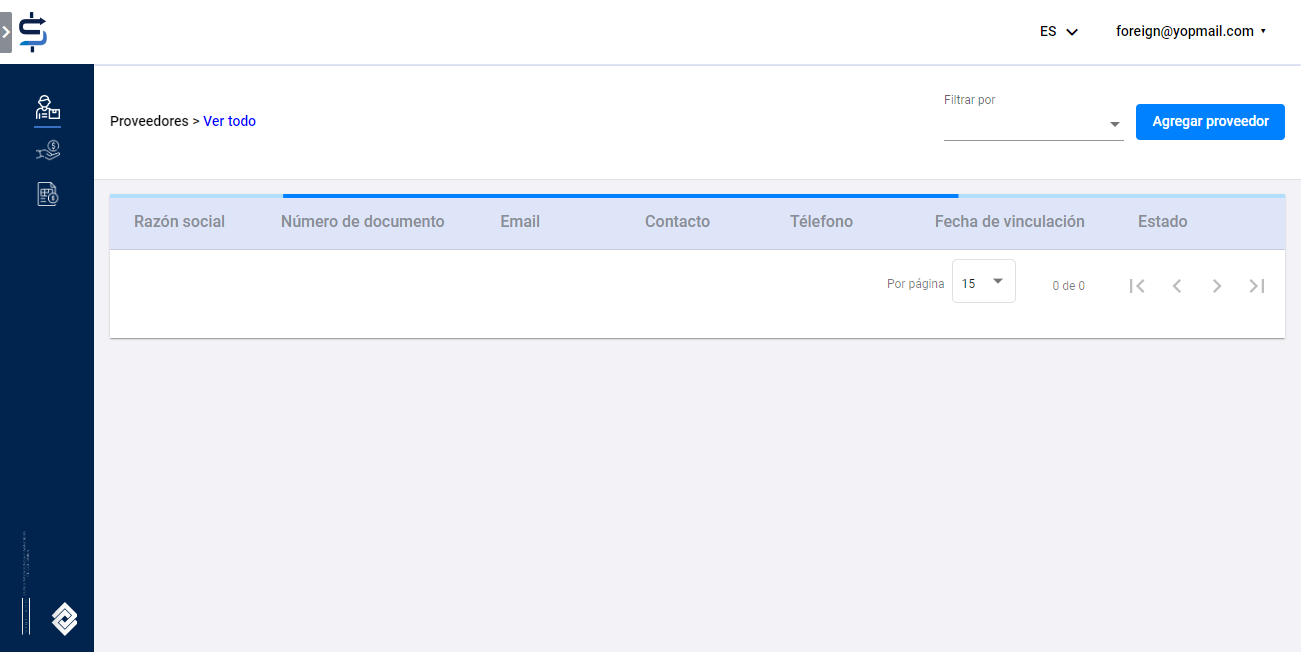 ES
foreign@yopmail.com
Proveedores > Ver todo
Filtrar por
Agregar proveedor
Razón social Número de documento Email Contacto Télefono Fecha de vinculación Estado
Por página 15 0 de 0